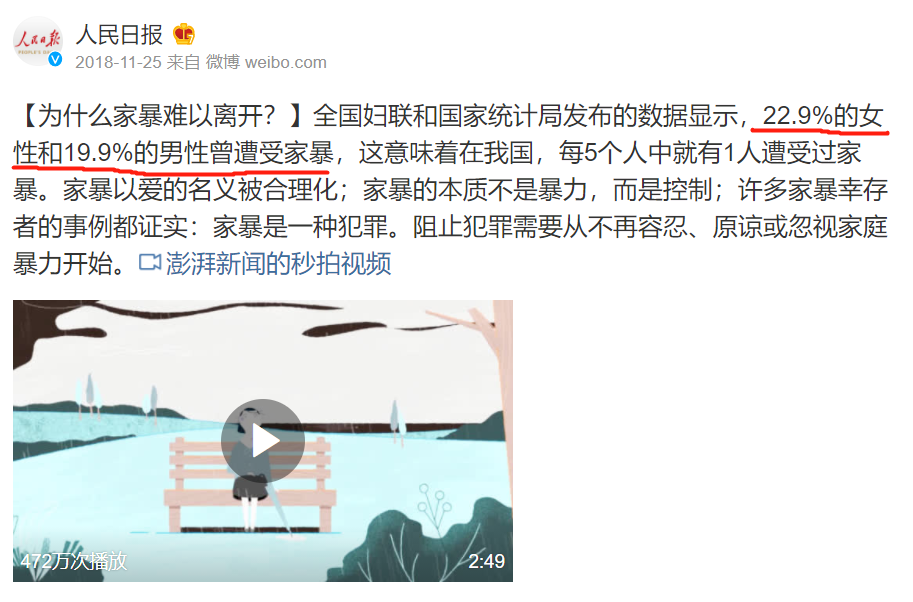 人民日报
人民日报
2018-11-25 来自 微博 weibo.com
【为什么家暴难以离开？】全国妇联和国家统计局发布的数据显示，22.9%的女
性和19.9%的男性曾遭受家暴，这意味着在我国，每5个人中就有1人遭受过家
暴。家暴以爱的名义被合理化；家暴的本质不是暴力，而是控制；许多家暴幸存
者的事例都证实：家暴是一种犯罪。阻止犯罪需要从不再容忍、原谅或忽视家庭
暴力开始。澎湃新闻的秒拍视频
472万次播放
2:49